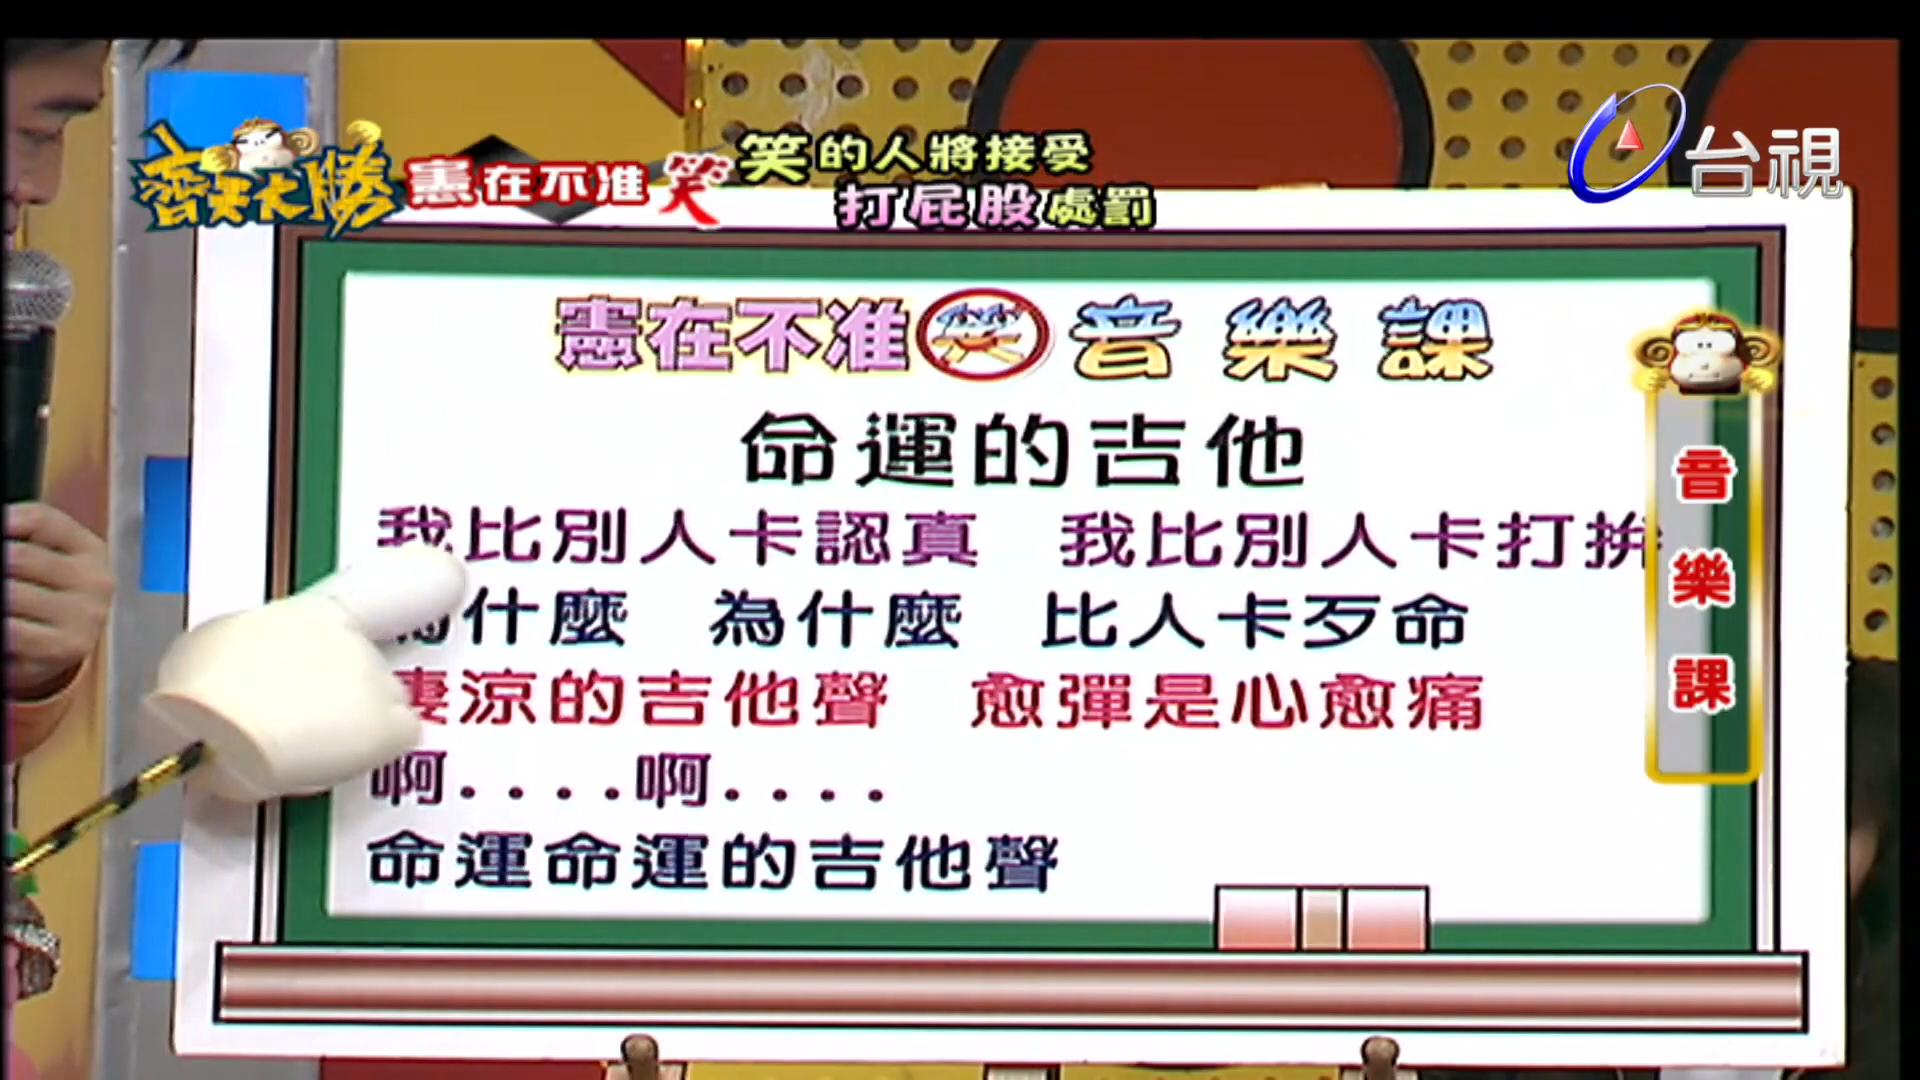 齊天大勝
憲在不准笑
笑的人將接受
打屁股處罰
台視
憲在不准笑音樂課
命運的吉他
我比別人卡認真 我比別人卡打拚
為什麼 為什麼 比人卡歹命
淒涼的吉他聲 愈彈是心愈痛
啊....啊....
命運命運的吉他聲
音樂課